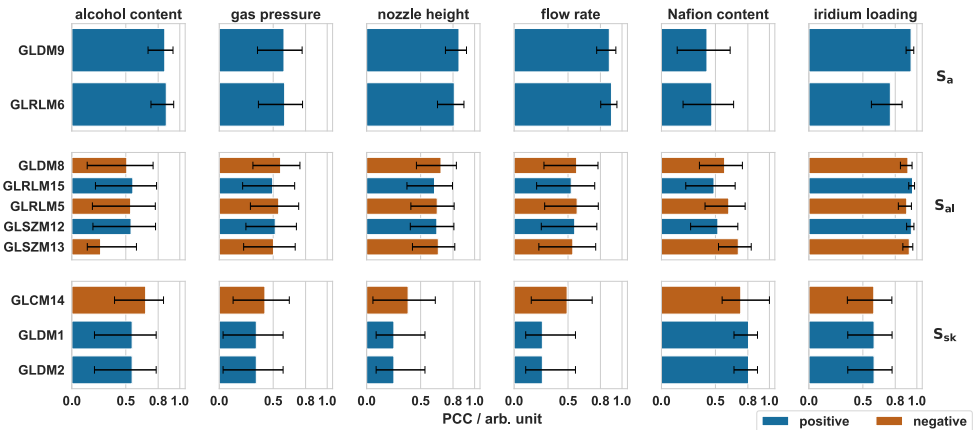 alcohol content gas pressure nozzle height flow rate Nafion content iridium loading
GLDM9
Sa
GLRLM6
GLDM8
GLRLM15
GLRLM5
Sal
GLSZM12
GLSZM13
GLCM14
GLDM1
Ssk
GLDM2
0.0 0.5 0.8 1.0 0.0 0.5 0.8 1.0 0.0 0.5 0.8 1.0 0.0 0.5 0.8 1.0 0.0 0.5 0.8 1.0 0.0 0.5 0.8 1.0
PCC / arb. unit
positive negative